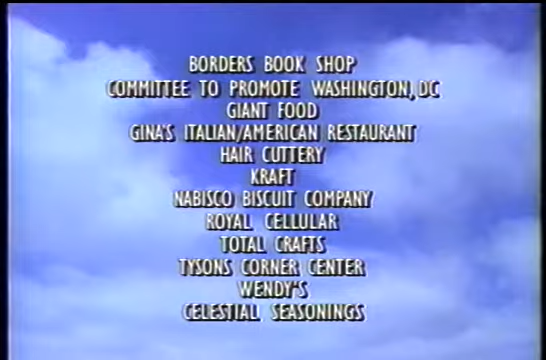 BORDERS BOOK SHOP
COMMITTEE TO PROMOTE WASHINGTON, DC
GIANT FOOD
GINA'S ITALIAN/AMERICAN RESTAURANT
HAIR CUTTERY
KRAFT
NABISCO BISCUIT COMPANY
ROYAL CELLULAR
TOTAL CRAFTS
TYSONS CORNER CENTER
WENDY'S
CELESTIAL SEASONINGS